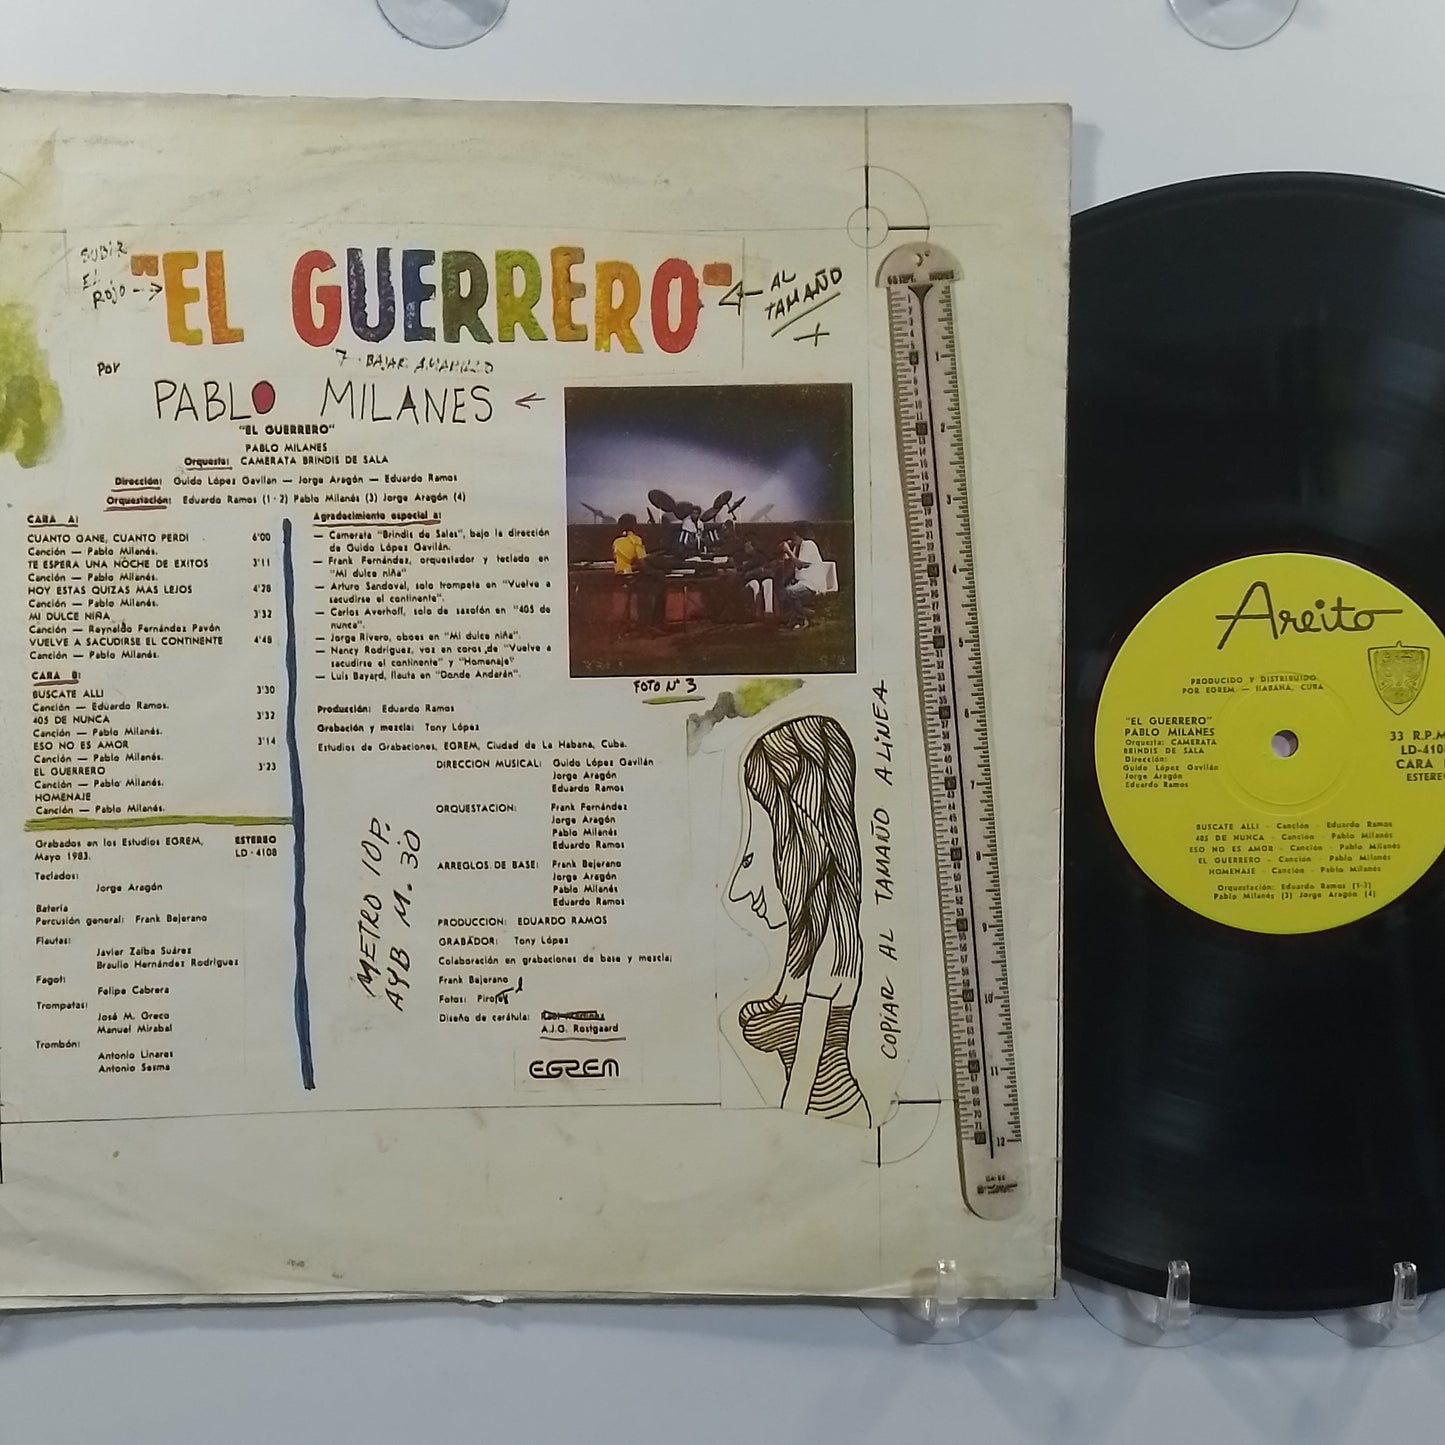 SUBIR
EL
ROJO -->
"EL GUERRERO"
AL
TAMAÑO
BAJAR AMARILLO
por
PABLO MILANES
"EL GUERRERO"
PABLO MILANES
Orquesta: CAMERATA BRINDIS DE SALA
Dirección: Guido López Gavilan — Jorge Aragón — Eduardo Ramos
Orquestación: Eduardo Ramos (1-2) Pablo Milanés (3) Jorge Aragón (4)
CARA A:
CUANTO GANE, CUANTO PERDI 6'00
Canción — Pablo Milanés.
TE ESPERA UNA NOCHE DE EXITOS 3'11
Canción — Pablo Milanés.
HOY ESTAS QUIZAS MAS LEJOS 4'28
Canción — Pablo Milanés.
MI DULCE NIÑA 3'32
Canción — Reynaldo Fernández Pavón
VUELVE A SACUDIRSE EL CONTINENTE 4'48
Canción — Pablo Milanés.
CARA B:
BUSCATE ALLI 3'30
Canción — Eduardo Ramos.
405 DE NUNCA 3'32
Canción — Pablo Milanés.
ESO NO ES AMOR 3'14
Canción — Pablo Milanés.
EL GUERRERO 3'23
Canción — Pablo Milanés.
HOMENAJE
Canción — Pablo Milanés.
Grabados en los Estudios EGREM, ESTEREO
Mayo 1983. LD-4108
Teclados:
Jorge Aragón
Batería
Percusión general: Frank Bejerano
Flautas:
Javier Zalba Suárez
Braulio Hernández Rodríguez
Fagot:
Felipe Cabrera
Trompetas:
José M. Greco
Manuel Mirabal
Trombón:
Antonio Linares
Antonio Sesma
Agradecimiento especial a:
— Camerata "Brindis de Salas", bajo la dirección
de Guido López Gavilán.
— Frank Fernández, orquestador y teclado en
"Mi dulce niña"
— Arturo Sandoval, solo trompeta en "Vuelve a
sacudirse el continente".
— Carlos Averhoff, solo de saxofón en "405 de
nunca".
— Jorge Rivero, oboes en "Mi dulce niña".
— Nancy Rodríguez, voz en coros de "Vuelve a
sacudirse el continente" y "Homenaje"
— Luis Bayard, flauta en "Donde Andarán".
Producción: Eduardo Ramos
Grabación y mezcla: Tony López
Estudios de Grabaciones, EGREM, Ciudad de La Habana, Cuba.
DIRECCION MUSICAL: Guido López Gavilán
Jorge Aragón
Eduardo Ramos
ORQUESTACION: Frank Fernández
Jorge Aragón
Pablo Milanés
Eduardo Ramos
ARREGLOS DE BASE: Frank Bejerano
Jorge Aragón
Pablo Milanés
Eduardo Ramos
PRODUCCION: EDUARDO RAMOS
GRABADOR: Tony López
Colaboración en grabaciones de base y mezcla:
Frank Bejerano
Fotos: Pirole
Diseño de carátula:
A.J.G. Rostgaard
EGREM
FOTO Nº 3
METRO 10P.
AYB M. 30
COPIAR AL TAMAÑO A LINEA
INCHES
1
2
3
4
5
6
7
8
9
10
11
12
Areito
PRODUCIDO Y DISTRIBUIDO
POR EGREM — HABANA, CUBA
"EL GUERRERO"
PABLO MILANES
Orquesta: CAMERATA
BRINDIS DE SALA
Dirección:
Guido López Gavilán
Jorge Aragón
Eduardo Ramos
33 R.P.M
LD-410
CARA
ESTEREO
BUSCATE ALLI - Canción - Eduardo Ramos
405 DE NUNCA - Canción - Pablo Milanés
ESO NO ES AMOR - Canción - Pablo Milanés
EL GUERRERO - Canción - Pablo Milanés
HOMENAJE - Canción - Pablo Milanés
Orquestación: Eduardo Ramos (1-2)
Pablo Milanés (3) Jorge Aragón (4)